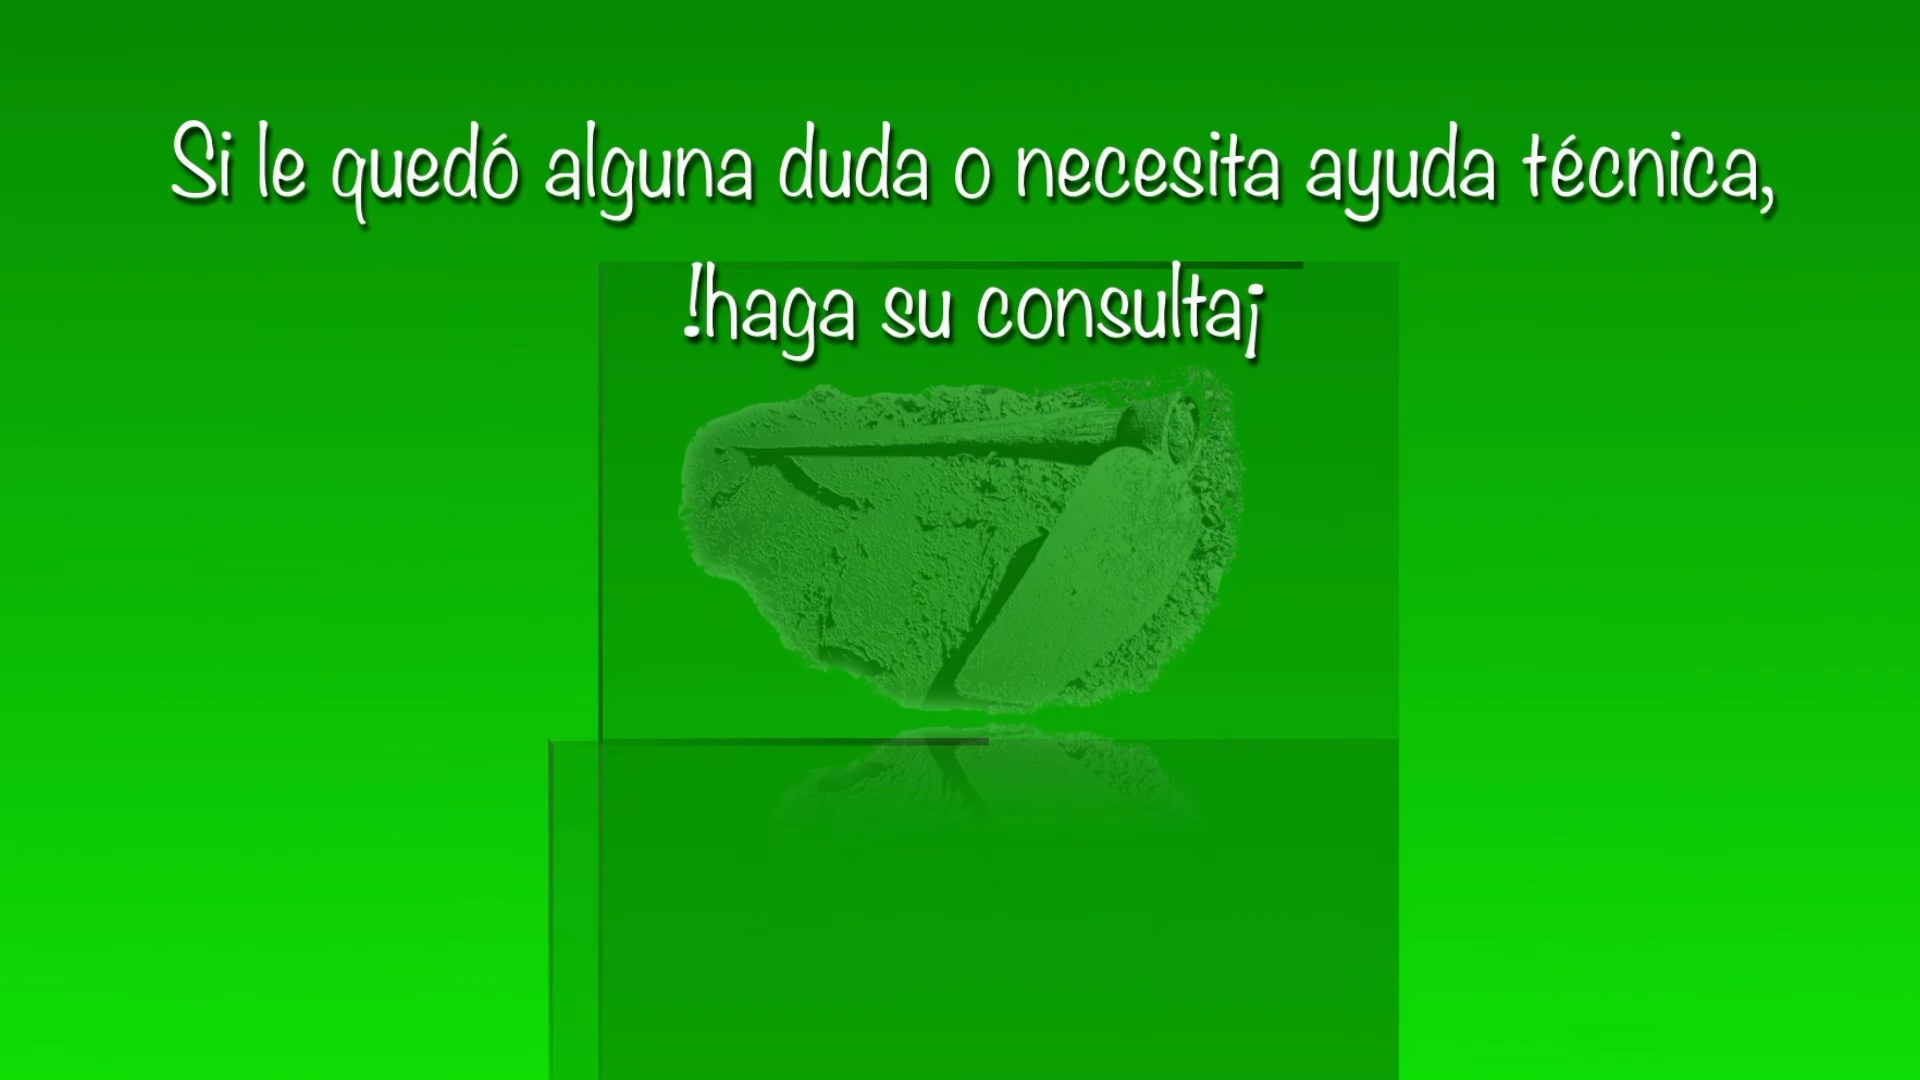 Si le quedó alguna duda o necesita ayuda técnica,
!haga su consulta¡